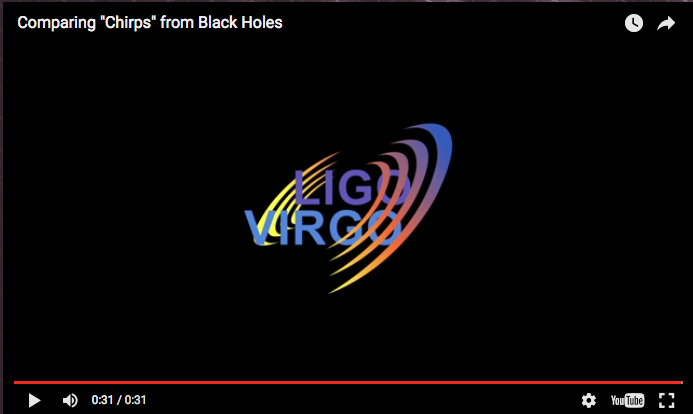 Comparing "Chirps" from Black Holes
LIGO
VIRGO
0:31 / 0:31
YouTube